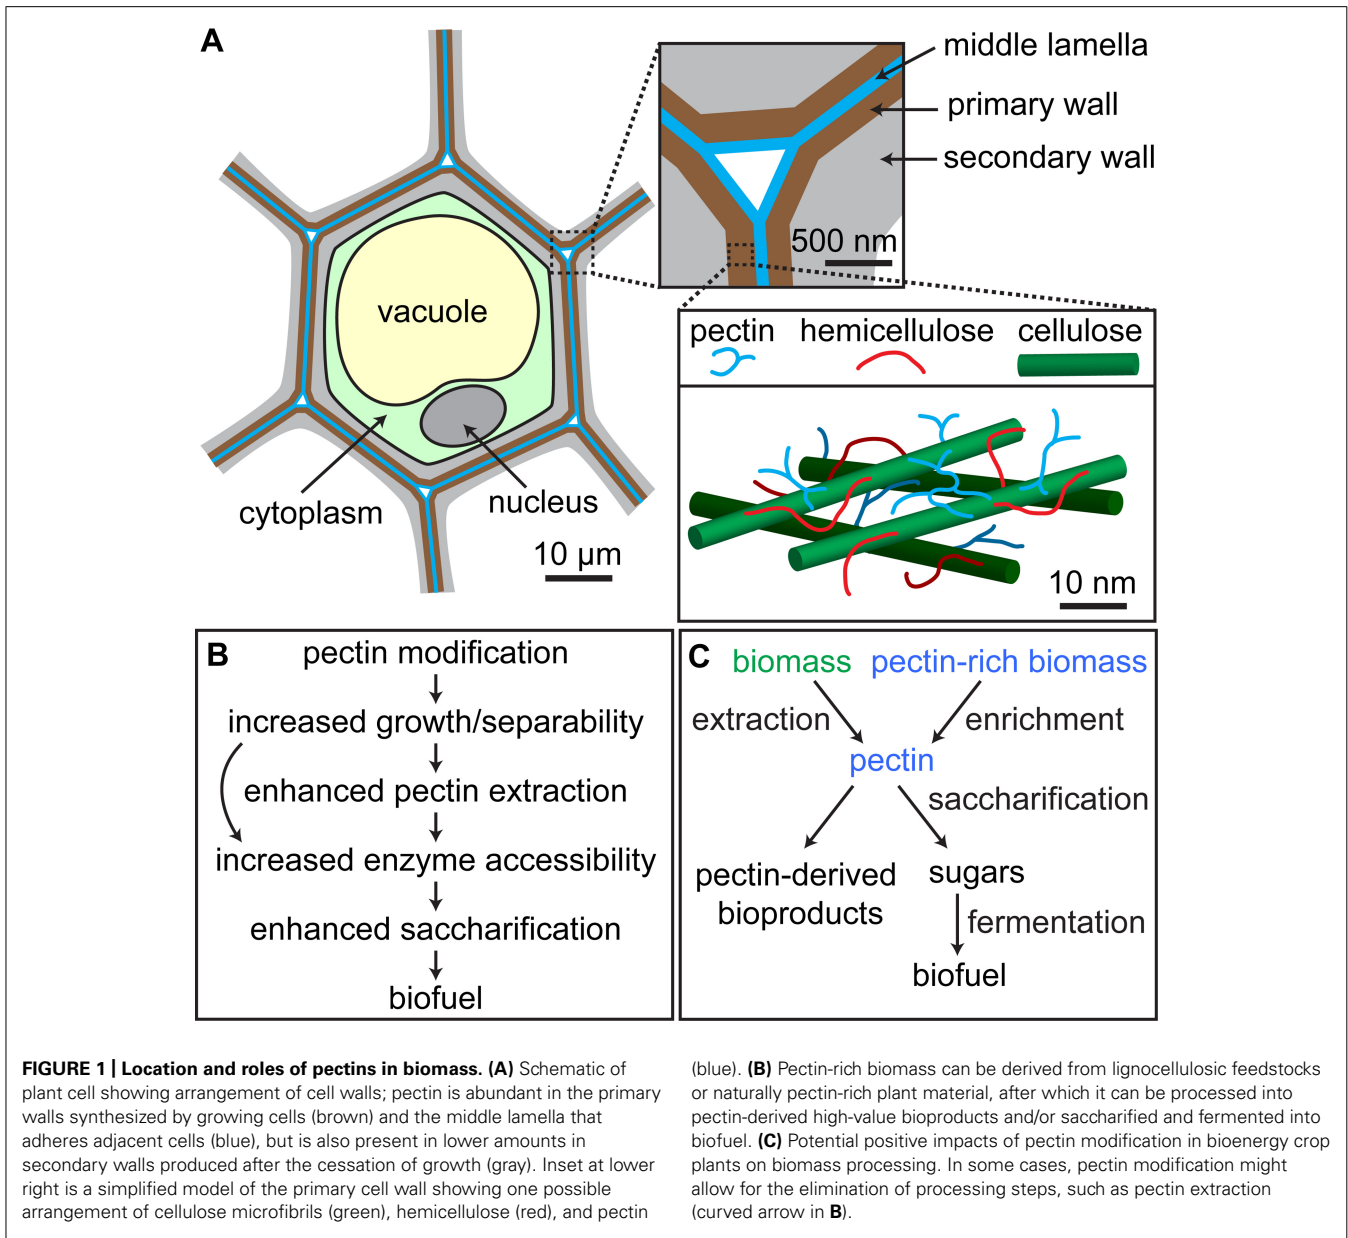 A
middle lamella
primary wall
secondary wall
500 nm
vacuole
cytoplasm
nucleus
10 µm
pectin hemicellulose cellulose
10 nm
B
pectin modification
increased growth/separability
enhanced pectin extraction
increased enzyme accessibility
enhanced saccharification
biofuel
C
biomass pectin-rich biomass
extraction enrichment
pectin
saccharification
pectin-derived
bioproducts
sugars
fermentation
biofuel
FIGURE 1 | Location and roles of pectins in biomass. (A) Schematic of
plant cell showing arrangement of cell walls; pectin is abundant in the primary
walls synthesized by growing cells (brown) and the middle lamella that
adheres adjacent cells (blue), but is also present in lower amounts in
secondary walls produced after the cessation of growth (gray). Inset at lower
right is a simplified model of the primary cell wall showing one possible
arrangement of cellulose microfibrils (green), hemicellulose (red), and pectin
(blue). (B) Pectin-rich biomass can be derived from lignocellulosic feedstocks
or naturally pectin-rich plant material, after which it can be processed into
pectin-derived high-value bioproducts and/or saccharified and fermented into
biofuel. (C) Potential positive impacts of pectin modification in bioenergy crop
plants on biomass processing. In some cases, pectin modification might
allow for the elimination of processing steps, such as pectin extraction
(curved arrow in B).